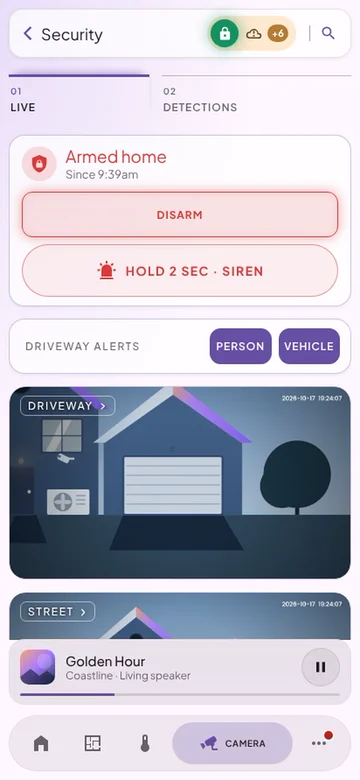 Security
+6
01
LIVE
02
DETECTIONS
Armed home
Since 9:39am
DISARM
HOLD 2 SEC · SIREN
DRIVEWAY ALERTS
PERSON
VEHICLE
DRIVEWAY >
2026-10-17 19:24:07
STREET >
2026-10-17 19:24:07
Golden Hour
Coastline · Living speaker
CAMERA